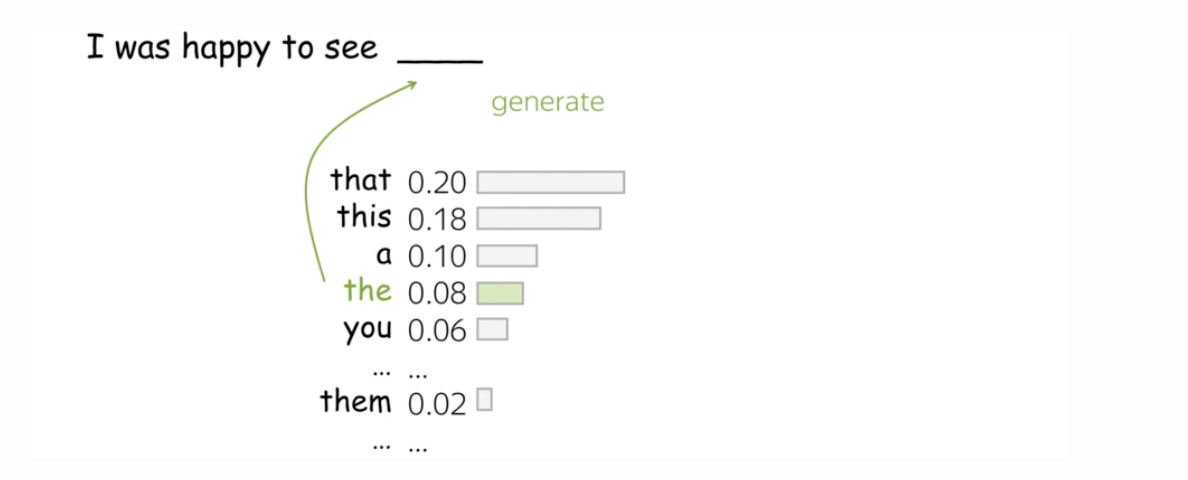 I was happy to see ____
generate
that 0.20
this 0.18
a 0.10
the 0.08
you 0.06
... ...
them 0.02
... ...